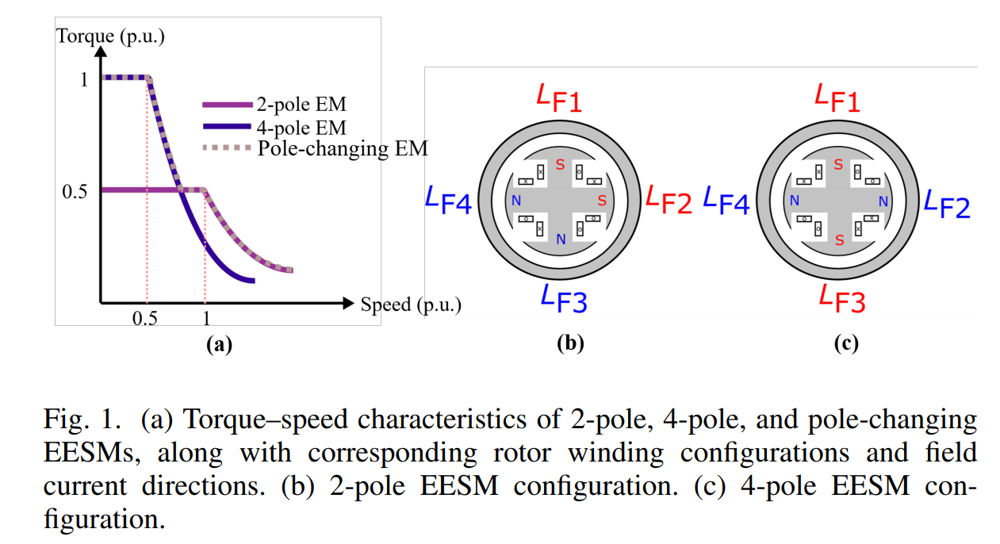 Torque (p.u.)
1
0.5
2-pole EM
4-pole EM
Pole-changing EM
0.5
1
Speed (p.u.)
(a)
LF1
LF4
LF2
LF3
S
N
S
N
x
x
o
x
o
x
o
o
(b)
LF1
LF4
LF2
LF3
S
N
N
S
x
x
o
o
o
o
x
x
(c)
Fig. 1. (a) Torque–speed characteristics of 2-pole, 4-pole, and pole-changing
EESMs, along with corresponding rotor winding configurations and field
current directions. (b) 2-pole EESM configuration. (c) 4-pole EESM con-
figuration.